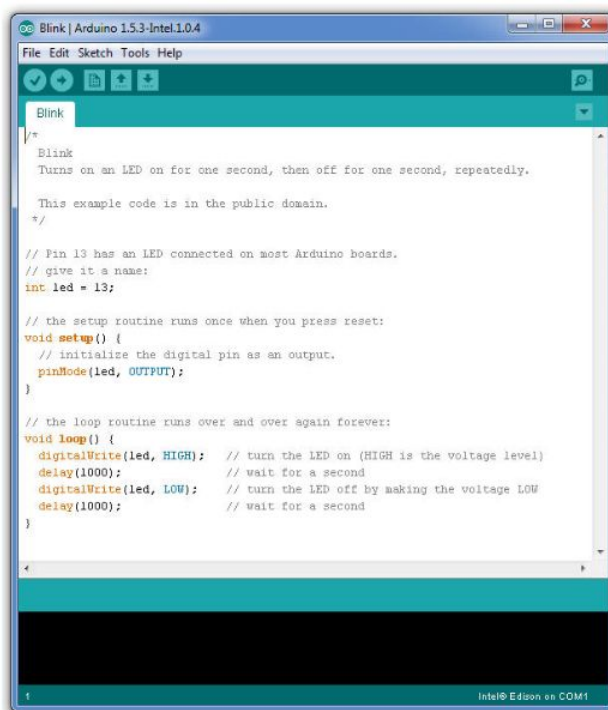 Blink | Arduino 1.5.3-Intel.1.0.4
File Edit Sketch Tools Help
Blink
/*
  Blink
  Turns on an LED on for one second, then off for one second, repeatedly.

  This example code is in the public domain.
 */

// Pin 13 has an LED connected on most Arduino boards.
// give it a name:
int led = 13;

// the setup routine runs once when you press reset:
void setup() {
  // initialize the digital pin as an output.
  pinMode(led, OUTPUT);
}

// the loop routine runs over and over again forever:
void loop() {
  digitalWrite(led, HIGH);   // turn the LED on (HIGH is the voltage level)
  delay(1000);               // wait for a second
  digitalWrite(led, LOW);    // turn the LED off by making the voltage LOW
  delay(1000);               // wait for a second
}
1 Intel® Edison on COM1